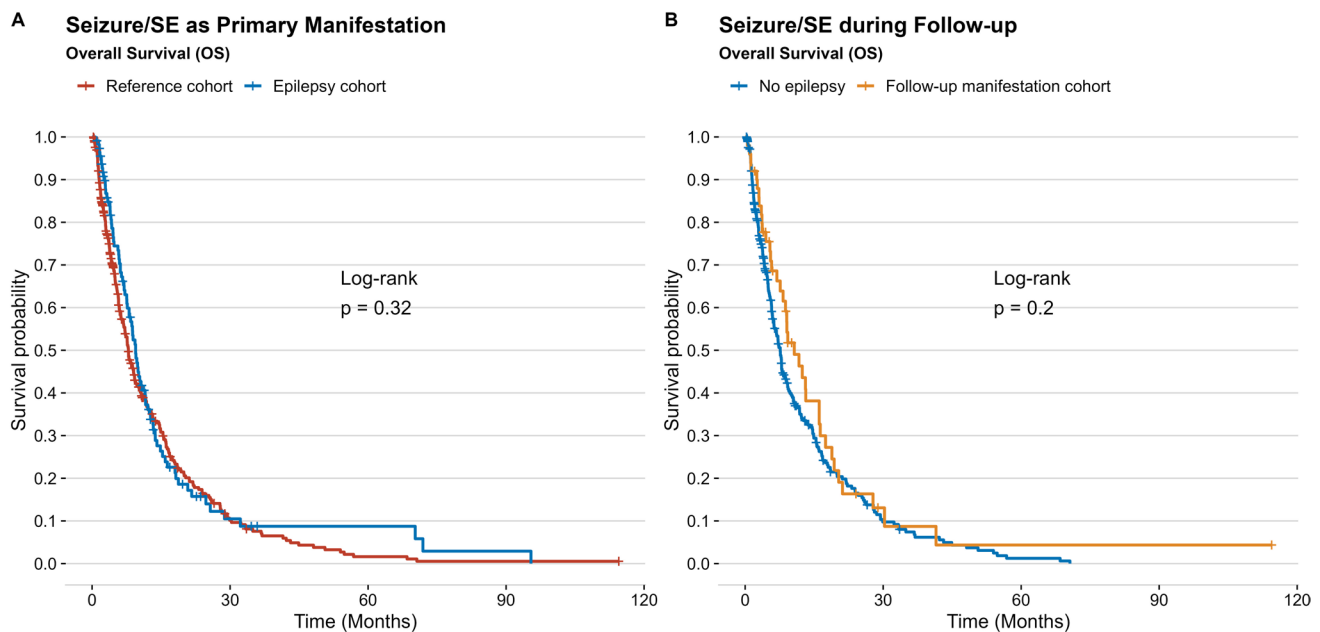 A
Seizure/SE as Primary Manifestation
Overall Survival (OS)
Reference cohort Epilepsy cohort
Survival probability
1.0
0.9
0.8
0.7
0.6
0.5
0.4
0.3
0.2
0.1
0.0
Log-rank
p = 0.32
0 30 60 90 120
Time (Months)
B
Seizure/SE during Follow-up
Overall Survival (OS)
No epilepsy Follow-up manifestation cohort
Survival probability
1.0
0.9
0.8
0.7
0.6
0.5
0.4
0.3
0.2
0.1
0.0
Log-rank
p = 0.2
0 30 60 90 120
Time (Months)